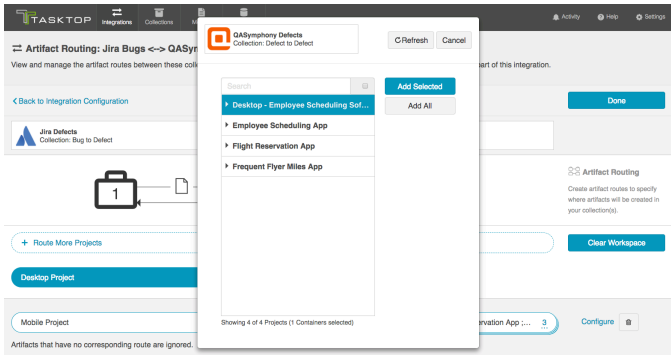 TASKTOP
Integrations
Collections
M
Activity
Help
Settings
Artifact Routing: Jira Bugs <--> QASyr
View and manage the artifact routes between these coll
art of this integration.
QASymphony Defects
Collection: Defect to Defect
Refresh
Cancel
Search
Add Selected
Add All
Desktop - Employee Scheduling Sof...
Employee Scheduling App
Flight Reservation App
Frequent Flyer Miles App
Showing 4 of 4 Projects (1 Containers selected)
Back to Integration Configuration
Done
Jira Defects
Collection: Bug to Defect
1
Artifact Routing
Create artifact routes to specify
where artifacts will be created in
your collection(s).
+ Route More Projects
Clear Workspace
Desktop Project
Mobile Project
ervation App ;... 3
Configure
Artifacts that have no corresponding route are ignored.